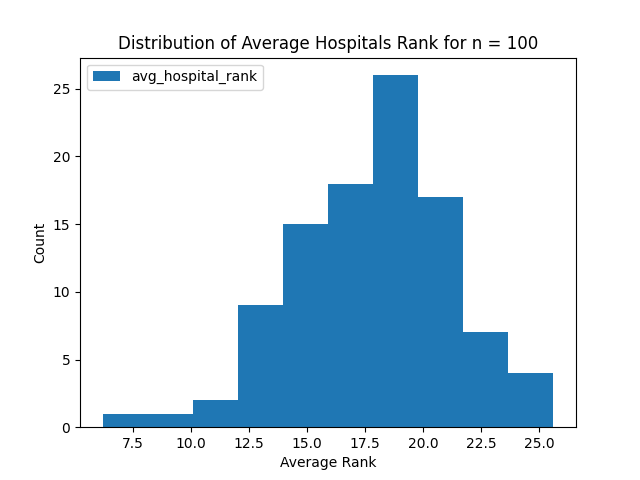 Distribution of Average Hospitals Rank for n = 100
avg_hospital_rank
25
20
15
10
5
0
Count
7.5 10.0 12.5 15.0 17.5 20.0 22.5 25.0
Average Rank